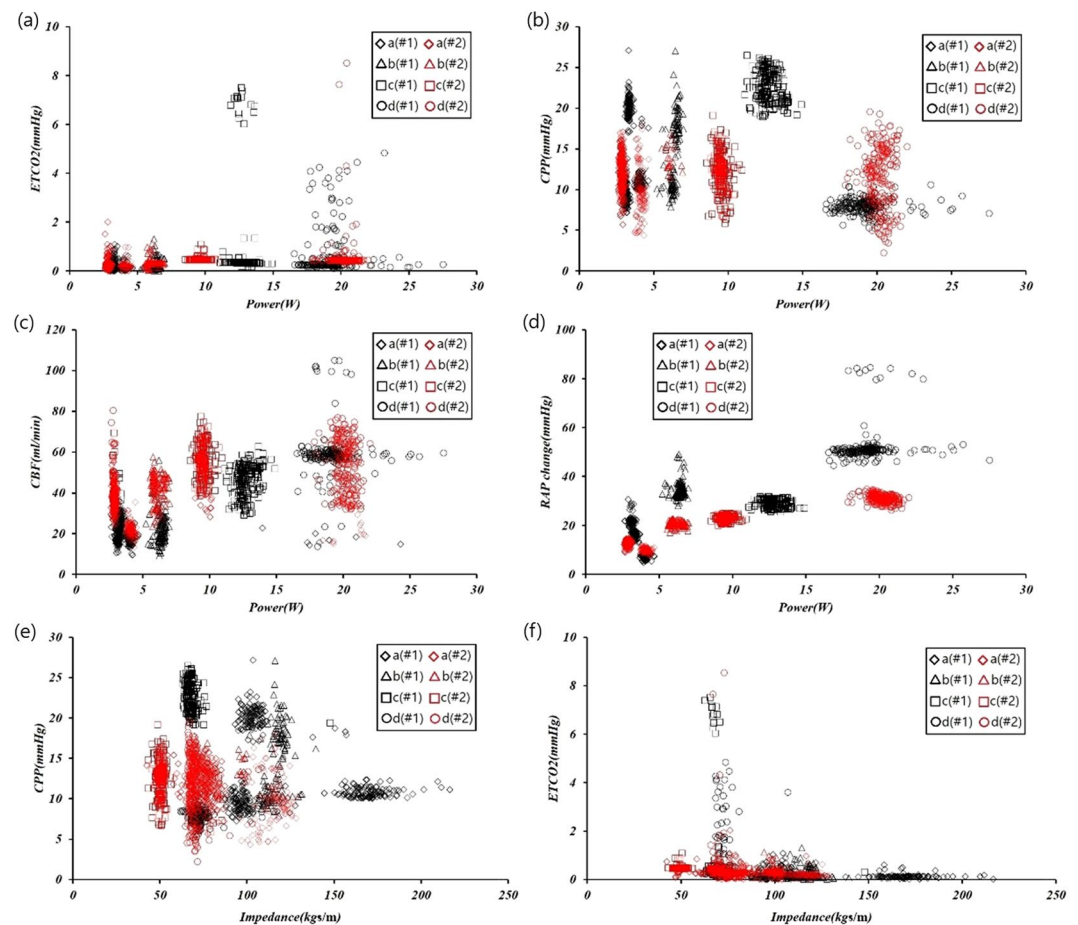 (a)
ETCO2(mmHg)
10
8
6
4
2
0
0 5 10 15 20 25 30
Power(W)
a(#1) a(#2)
b(#1) b(#2)
c(#1) c(#2)
d(#1) d(#2)
(b)
CPP(mmHg)
30
25
20
15
10
5
0
0 5 10 15 20 25 30
Power(W)
a(#1) a(#2)
b(#1) b(#2)
c(#1) c(#2)
d(#1) d(#2)
(c)
CBF(ml/min)
120
100
80
60
40
20
0
0 5 10 15 20 25 30
Power(W)
a(#1) a(#2)
b(#1) b(#2)
c(#1) c(#2)
d(#1) d(#2)
(d)
RAP change(mmHg)
100
80
60
40
20
0
0 5 10 15 20 25 30
Power(W)
a(#1) a(#2)
b(#1) b(#2)
c(#1) c(#2)
d(#1) d(#2)
(e)
CPP(mmHg)
30
25
20
15
10
5
0
0 50 100 150 200 250
Impedance(kgs/m)
a(#1) a(#2)
b(#1) b(#2)
c(#1) c(#2)
d(#1) d(#2)
(f)
ETCO2(mmHg)
10
8
6
4
2
0
0 50 100 150 200 250
Impedance(kgs/m)
a(#1) a(#2)
b(#1) b(#2)
c(#1) c(#2)
d(#1) d(#2)